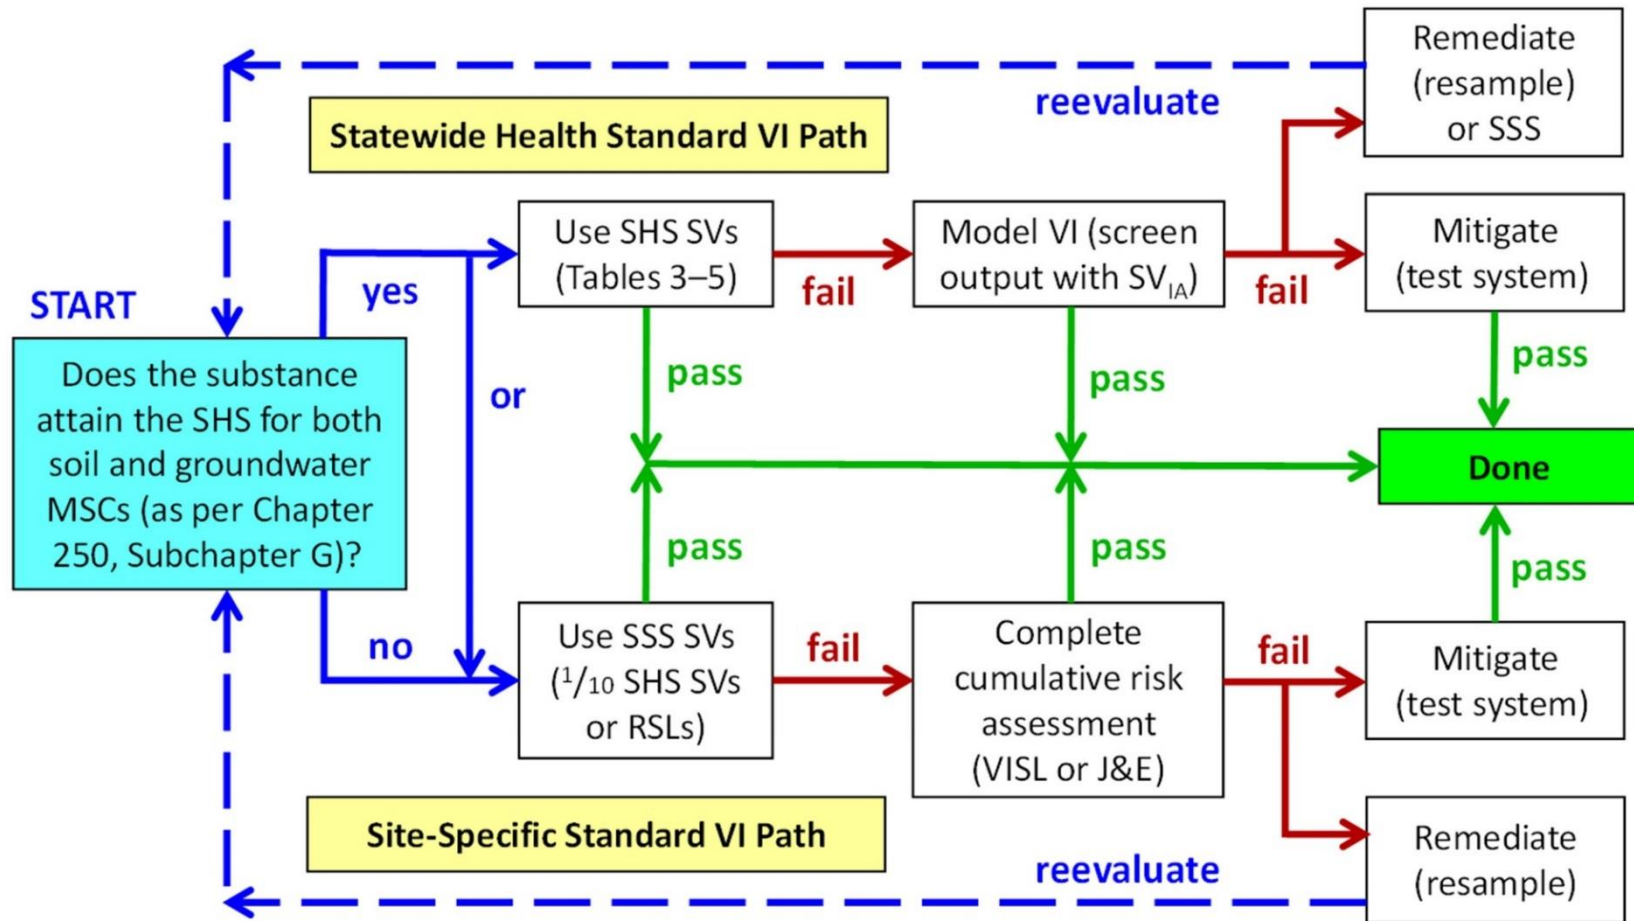 Remediate
(resample)
or SSS
reevaluate
Statewide Health Standard VI Path
Use SHS SVs
(Tables 3–5)
fail
Model VI (screen
output with SVIA)
fail
Mitigate
(test system)
START
yes
or
pass
pass
pass
Does the substance
attain the SHS for both
soil and groundwater
MSCs (as per Chapter
250, Subchapter G)?
Done
pass
pass
pass
no
Use SSS SVs
(1/10 SHS SVs
or RSLs)
fail
Complete
cumulative risk
assessment
(VISL or J&E)
fail
Mitigate
(test system)
Site-Specific Standard VI Path
reevaluate
Remediate
(resample)